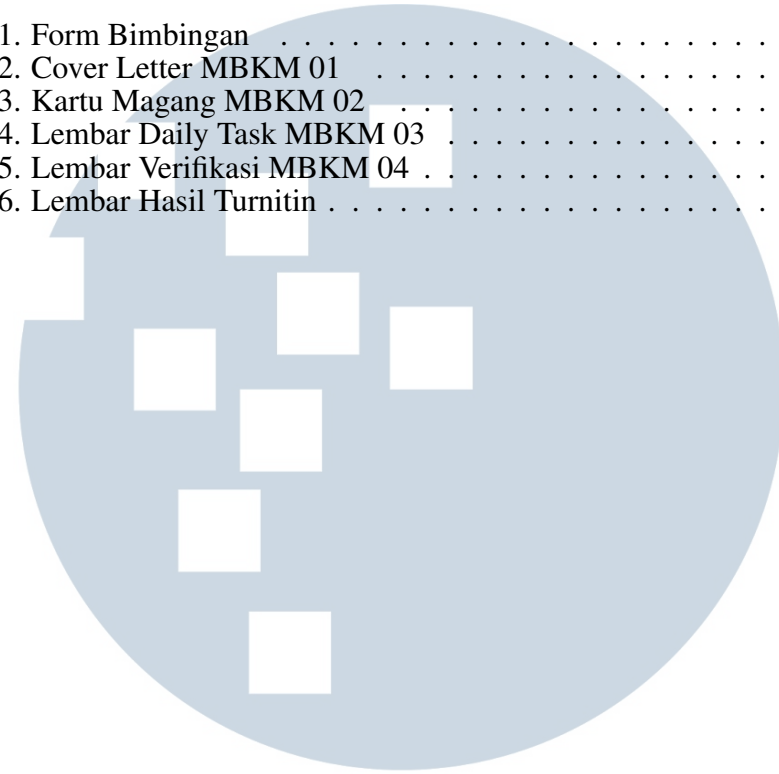 1. Form Bimbingan . . . . . . . . . . . . . . . . . . . . .
2. Cover Letter MBKM 01 . . . . . . . . . . . . . . . . .
3. Kartu Magang MBKM 02 . . . . . . . . . . . . . . . .
4. Lembar Daily Task MBKM 03 . . . . . . . . . . . . . .
5. Lembar Verifikasi MBKM 04 . . . . . . . . . . . . . . .
6. Lembar Hasil Turnitin . . . . . . . . . . . . . . . . . . .